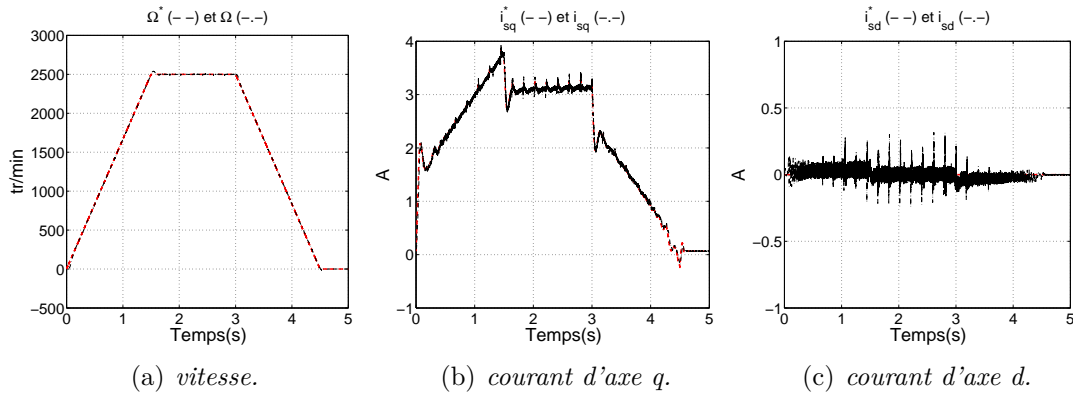 Ω* (− −) et Ω (−.−)
3000
2500
2000
1500
1000
500
0
−500
tr/min
0 1 2 3 4 5
Temps(s)
(a) vitesse.
i*sq (− −) et isq (−.−)
4
3
2
1
0
−1
A
0 1 2 3 4 5
Temps(s)
(b) courant d'axe q.
i*sd (− −) et isd (−.−)
1
0.5
0
−0.5
−1
A
0 1 2 3 4 5
Temps(s)
(c) courant d'axe d.